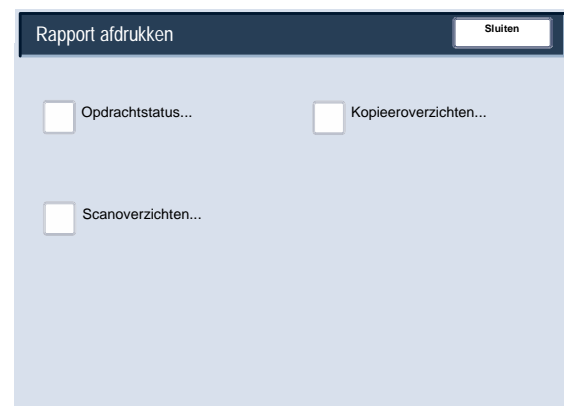 Rapport afdrukken
Sluiten
Opdrachtstatus...
Kopieeroverzichten...
Scanoverzichten...